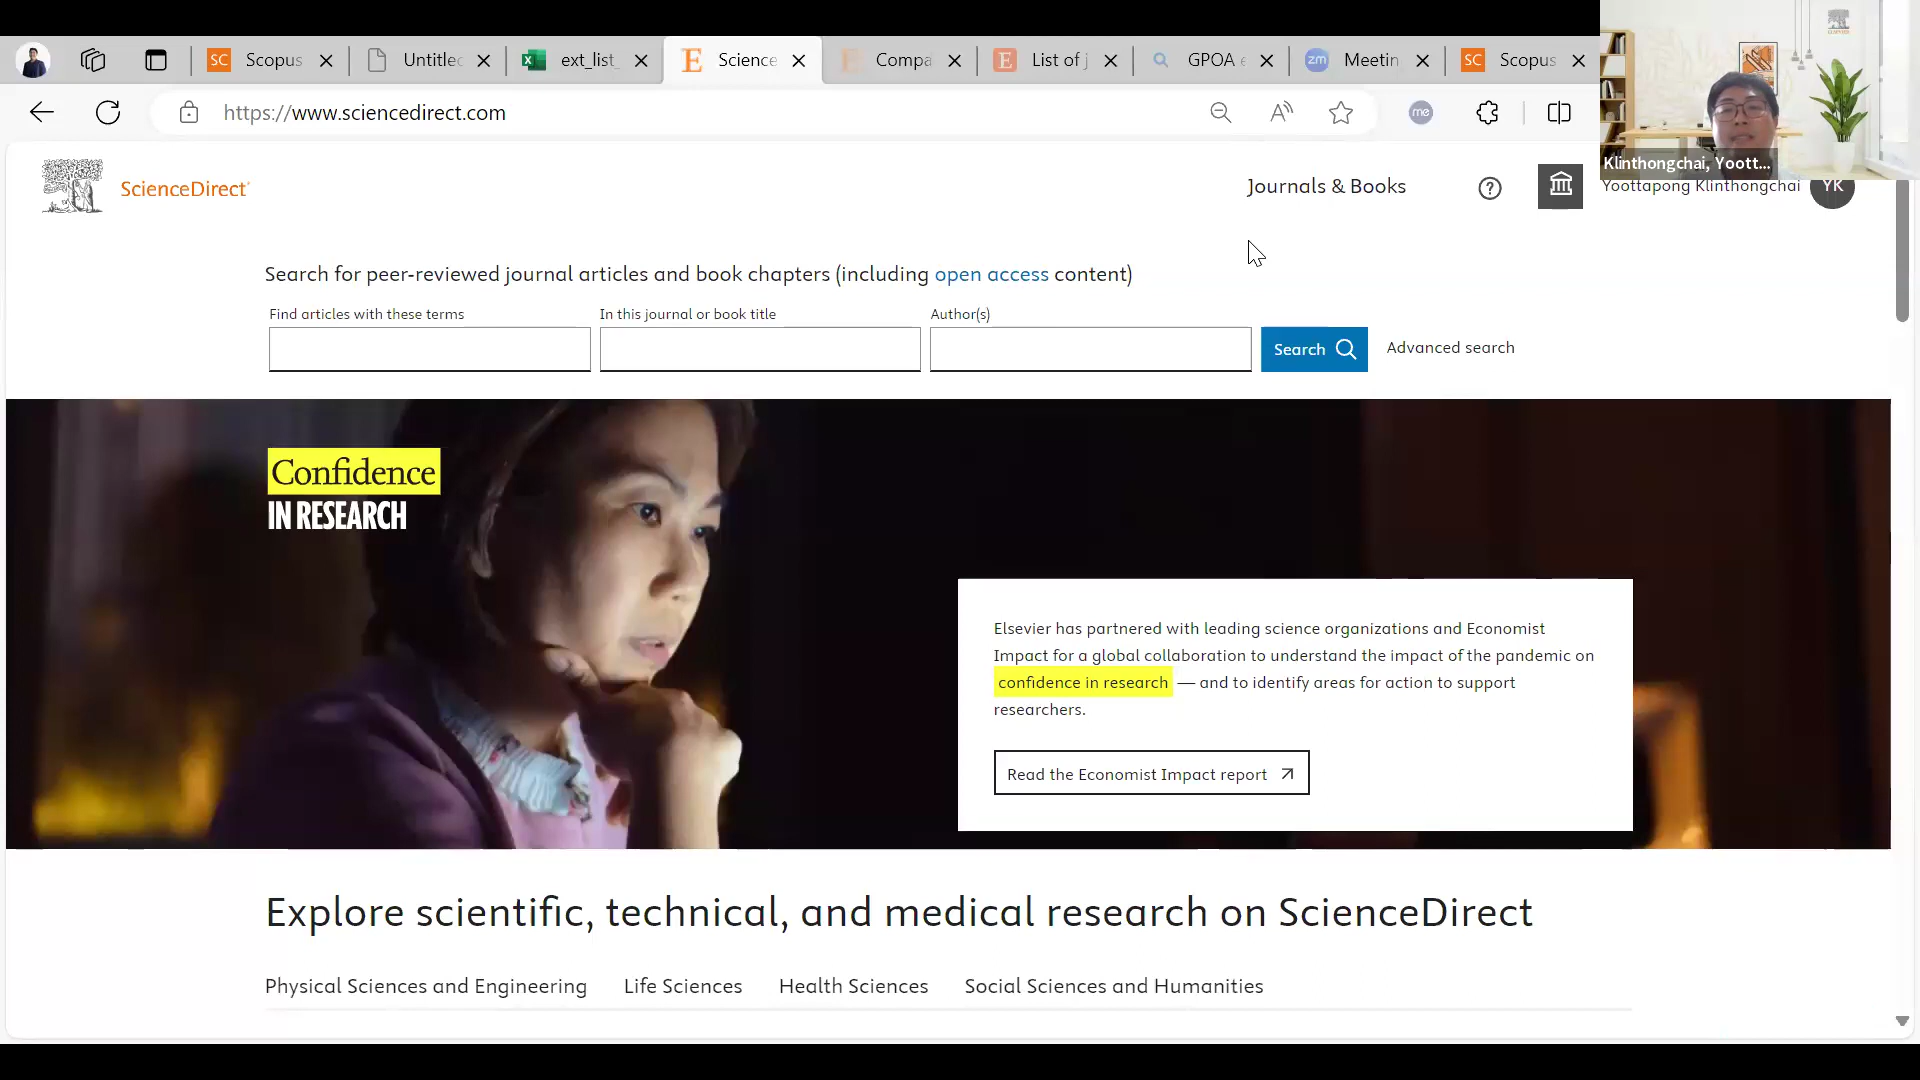 Scopus
Untitle
ext_list_
Science
Compa
List of j
GPOA e
Meetin
Scopus
https://www.sciencedirect.com
Klinthongchai, Yoott...
ScienceDirect
Journals & Books
Yoottapong Klinthongchai
YK
Search for peer-reviewed journal articles and book chapters (including open access content)
Find articles with these terms
In this journal or book title
Author(s)
Search
Advanced search
Confidence
IN RESEARCH
Elsevier has partnered with leading science organizations and Economist
Impact for a global collaboration to understand the impact of the pandemic on
confidence in research — and to identify areas for action to support
researchers.
Read the Economist Impact report
Explore scientific, technical, and medical research on ScienceDirect
Physical Sciences and Engineering
Life Sciences
Health Sciences
Social Sciences and Humanities